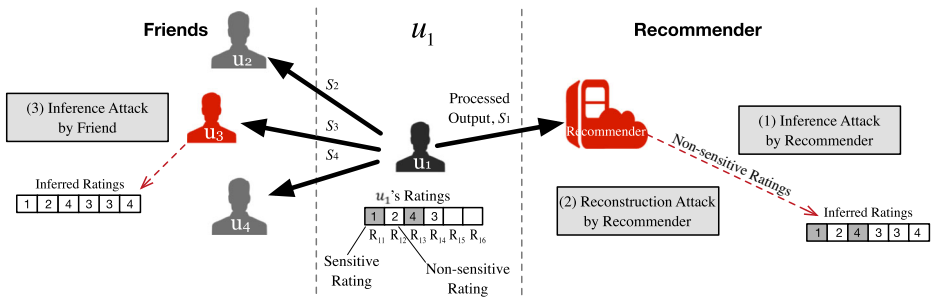 Friends
u₁
Recommender
u₂
S₂
(3) Inference Attack
by Friend
u₃
S₃
S₄
Processed
Output, S₁
Recommender
(1) Inference Attack
by Recommender
u₁
Non-sensitive Ratings
Inferred Ratings
1 2 4 3 3 4
u₄
u₁'s Ratings
1 2 4 3
R₁₁ R₁₂ R₁₃ R₁₄ R₁₅ R₁₆
Sensitive
Rating
Non-sensitive
Rating
(2) Reconstruction Attack
by Recommender
Inferred Ratings
1 2 4 3 3 4